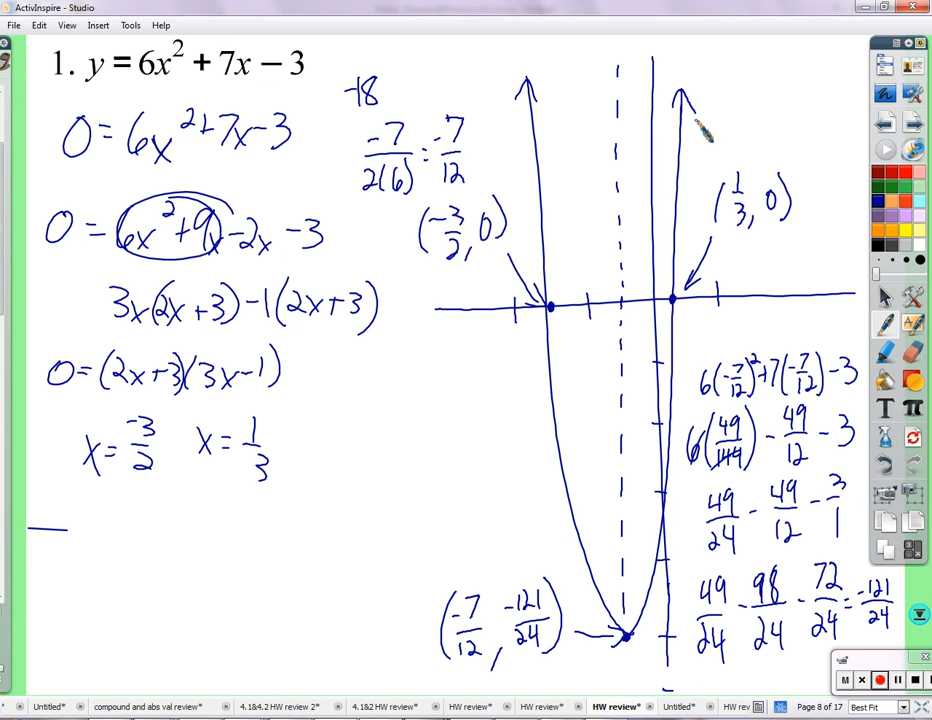 ActivInspire - Studio
File Edit View Insert Tools Help
1. y = 6x² + 7x − 3
0 = 6x² + 7x − 3
-18
-7/2(6) = -7/12
0 = 6x² + 9x − 2x − 3
(-3/2, 0)
(1/3, 0)
3x(2x + 3) − 1(2x + 3)
0 = (2x + 3)(3x − 1)
x = -3/2 x = 1/3
6(-7/12)² + 7(-7/12) − 3
6(49/144) − 49/12 − 3
49/24 − 49/12 − 3/1
49/24 − 98/24 − 72/24 = -121/24
(-7/12, -121/24)
M
Untitled* compound and abs val review* 4.1&4.2 HW review 2* 4.1&2 HW review* HW review* HW review* HW review* Untitled* HW rev Page 8 of 17 Best Fit